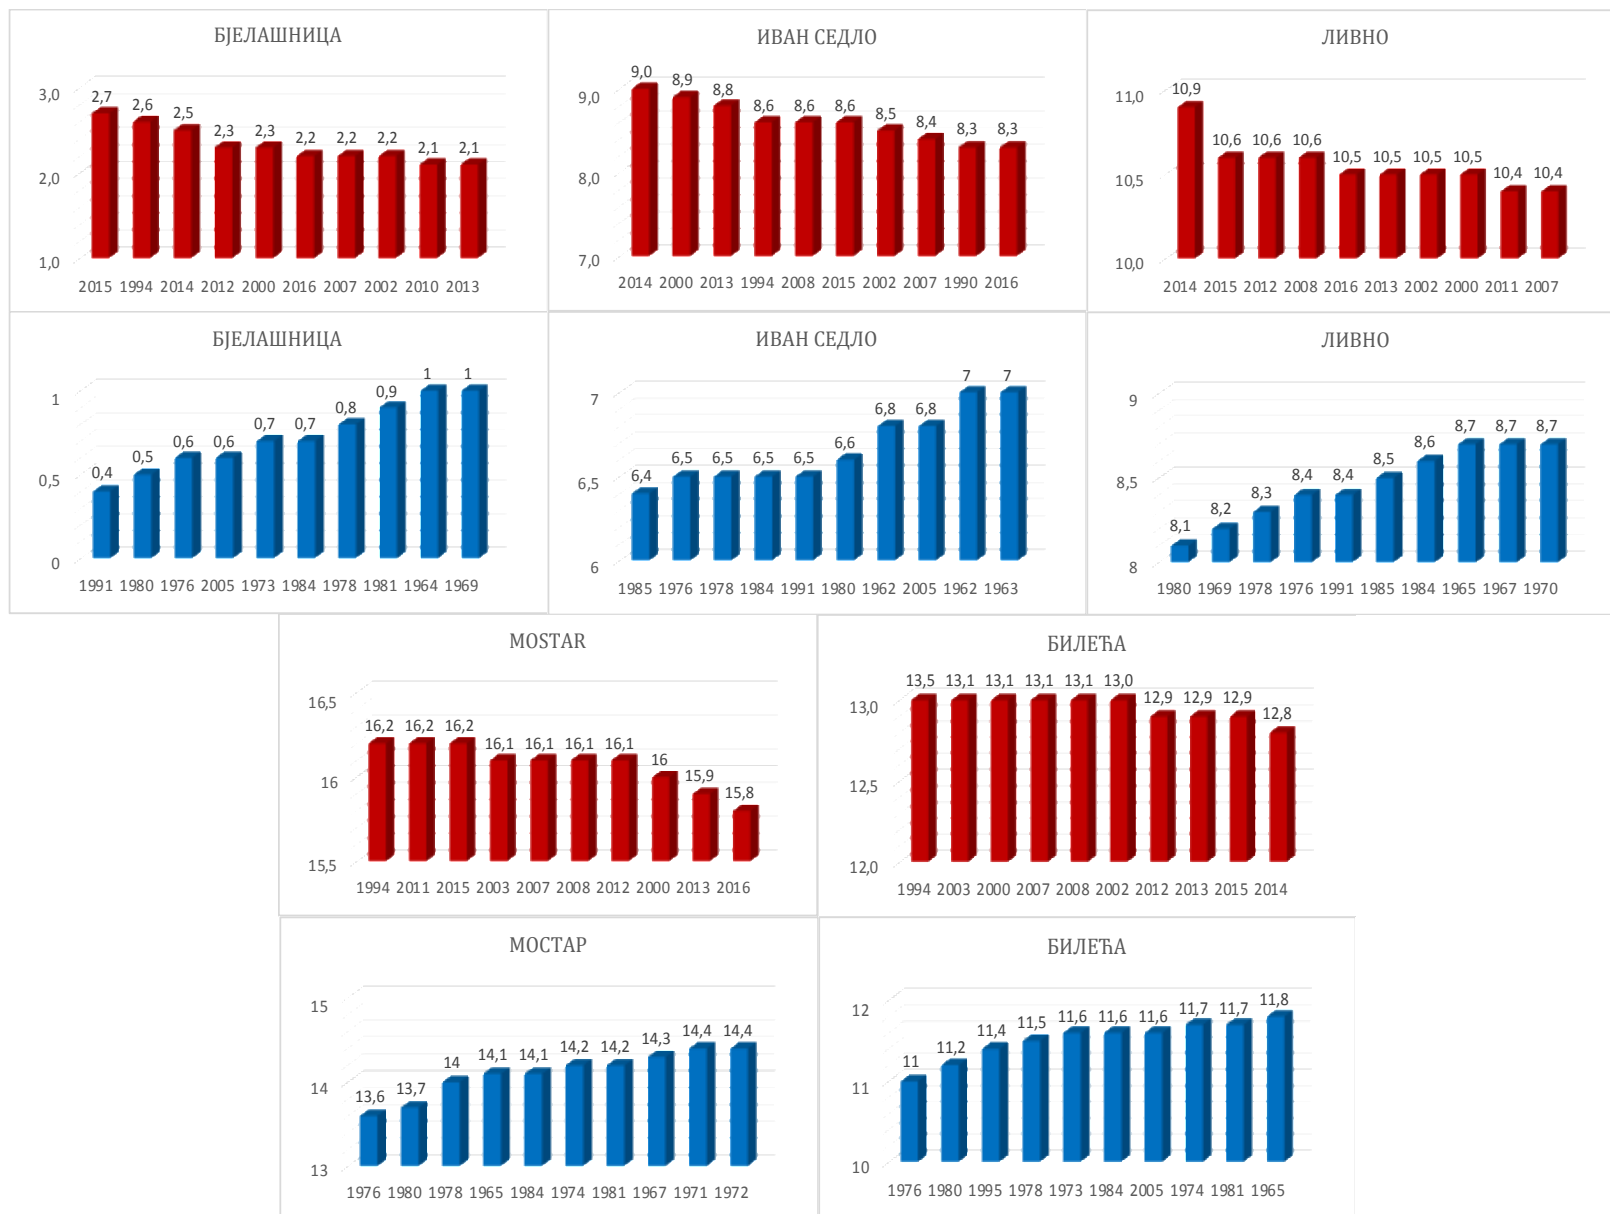 БЈЕЛАШНИЦА
3,0
2,0
1,0
2,7 2,6 2,5 2,3 2,3 2,2 2,2 2,2 2,1 2,1
2015 1994 2014 2012 2000 2016 2007 2002 2010 2013
ИВАН СЕДЛО
9,0
8,0
7,0
9,0 8,9 8,8 8,6 8,6 8,6 8,5 8,4 8,3 8,3
2014 2000 2013 1994 2008 2015 2002 2007 1990 2016
ЛИВНО
11,0
10,5
10,0
10,9 10,6 10,6 10,6 10,5 10,5 10,5 10,5 10,4 10,4
2014 2015 2012 2008 2016 2013 2002 2000 2011 2007
БЈЕЛАШНИЦА
1
0,5
0
0,4 0,5 0,6 0,6 0,7 0,7 0,8 0,9 1 1
1991 1980 1976 2005 1973 1984 1978 1981 1964 1969
ИВАН СЕДЛО
7
6,5
6
6,4 6,5 6,5 6,5 6,5 6,6 6,8 6,8 7 7
1985 1976 1978 1984 1991 1980 1962 2005 1962 1963
ЛИВНО
9
8,5
8
8,1 8,2 8,3 8,4 8,4 8,5 8,6 8,7 8,7 8,7
1980 1969 1978 1976 1991 1985 1984 1965 1967 1970
MOSTAR
16,5
16
15,5
16,2 16,2 16,2 16,1 16,1 16,1 16,1 16 15,9 15,8
1994 2011 2015 2003 2007 2008 2012 2000 2013 2016
БИЛЕЋА
13,0
12,5
12,0
13,5 13,1 13,1 13,1 13,1 13,0 12,9 12,9 12,9 12,8
1994 2003 2000 2007 2008 2002 2012 2013 2015 2014
МОСТАР
15
14
13
13,6 13,7 14 14,1 14,1 14,2 14,2 14,3 14,4 14,4
1976 1980 1978 1965 1984 1974 1981 1967 1971 1972
БИЛЕЋА
12
11
10
11 11,2 11,4 11,5 11,6 11,6 11,6 11,7 11,7 11,8
1976 1980 1995 1978 1973 1984 2005 1974 1981 1965